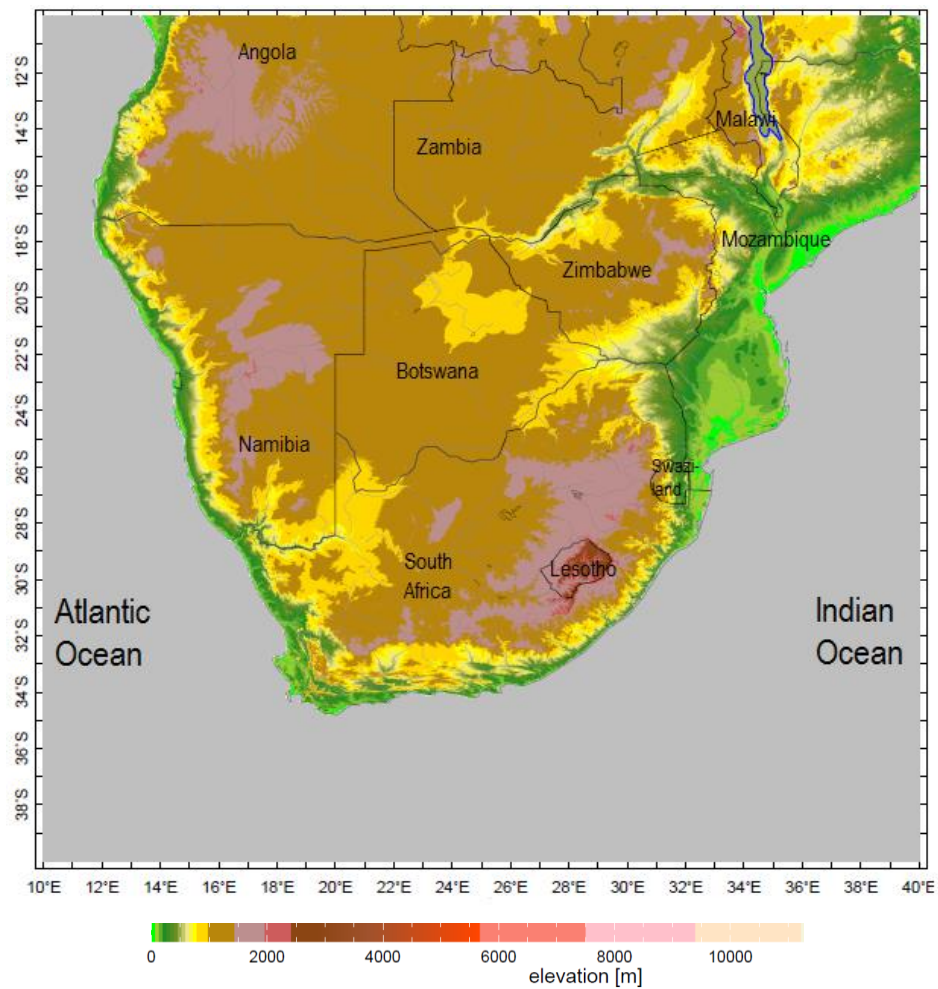 Angola
12°S
Malawi
14°S
Zambia
16°S
Mozambique
18°S
Zimbabwe
20°S
22°S
Botswana
24°S
Namibia
26°S
Swazi-
land
28°S
South
Africa
Lesotho
30°S
Atlantic
Ocean
Indian
Ocean
32°S
34°S
36°S
38°S
10°E 12°E 14°E 16°E 18°E 20°E 22°E 24°E 26°E 28°E 30°E 32°E 34°E 36°E 38°E 40°E
0 2000 4000 6000 8000 10000
elevation [m]